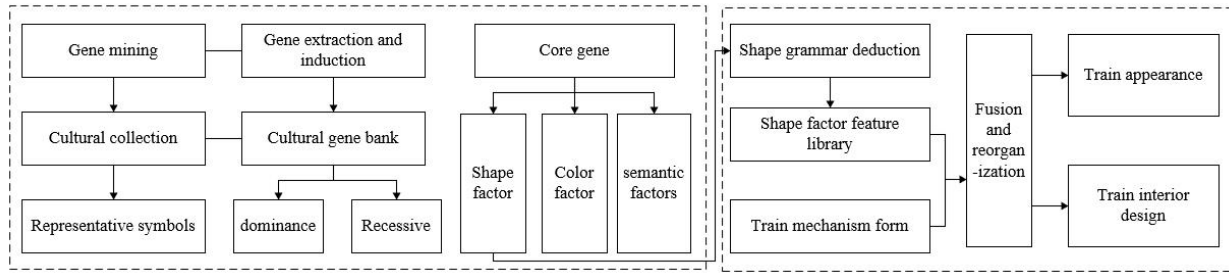 Gene mining
Gene extraction and
induction
Core gene
Cultural collection
Cultural gene bank
Shape
factor
Color
factor
semantic
factors
Representative symbols
dominance
Recessive
Shape grammar deduction
Shape factor feature
library
Train mechanism form
Fusion
and
reorgan
-ization
Train appearance
Train interior
design